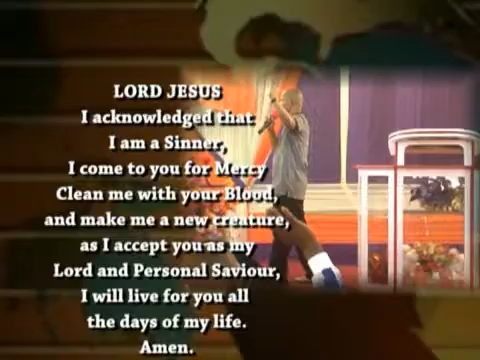 LORD JESUS
I acknowledged that
I am a Sinner,
I come to you for Mercy
Clean me with your Blood,
and make me a new creature,
as I accept you as my
Lord and Personal Saviour,
I will live for you all
the days of my life.
Amen.